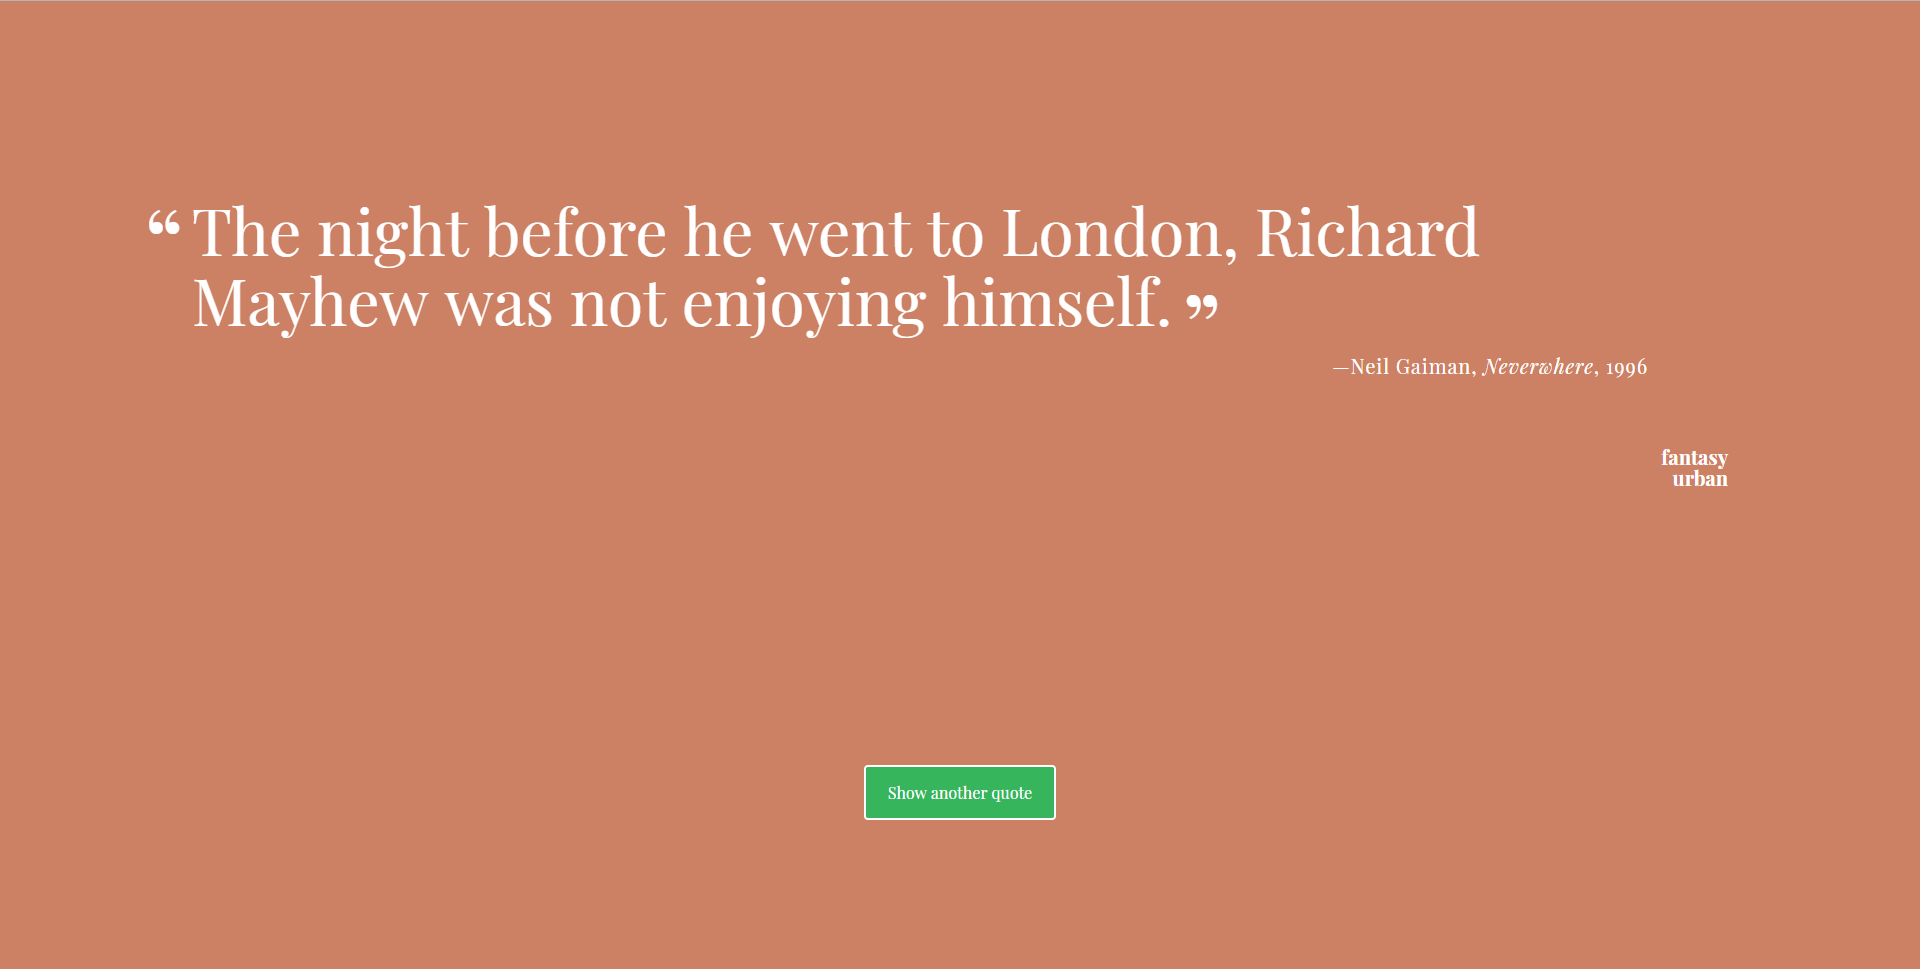 “ The night before he went to London, Richard
Mayhew was not enjoying himself. ”
—Neil Gaiman, Neverwhere, 1996
fantasy
urban
Show another quote